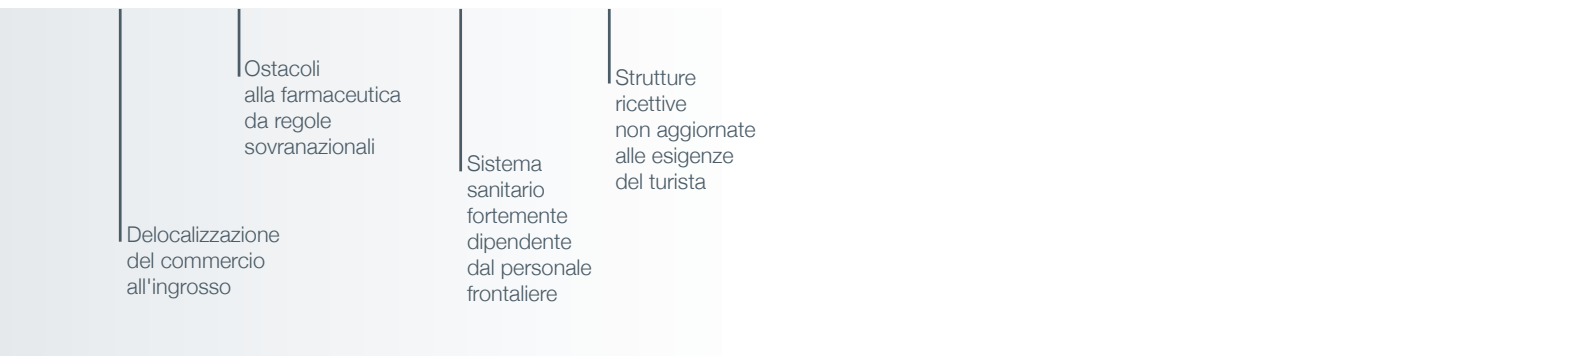 Ostacoli
alla farmaceutica
da regole
sovranazionali
Strutture
ricettive
non aggiornate
alle esigenze
del turista
Sistema
sanitario
fortemente
dipendente
dal personale
frontaliere
Delocalizzazione
del commercio
all'ingrosso